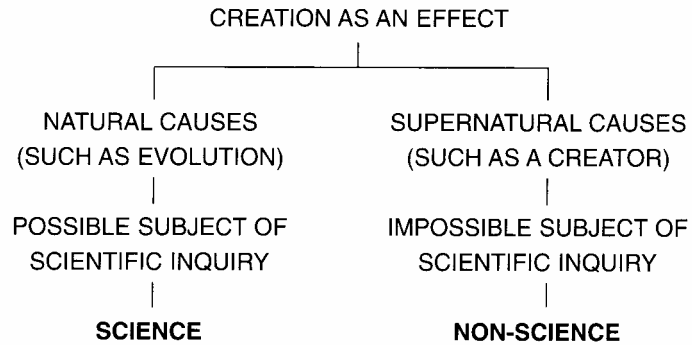 CREATION AS AN EFFECT
NATURAL CAUSES
(SUCH AS EVOLUTION)
POSSIBLE SUBJECT OF
SCIENTIFIC INQUIRY
SCIENCE
SUPERNATURAL CAUSES
(SUCH AS A CREATOR)
IMPOSSIBLE SUBJECT OF
SCIENTIFIC INQUIRY
NON-SCIENCE